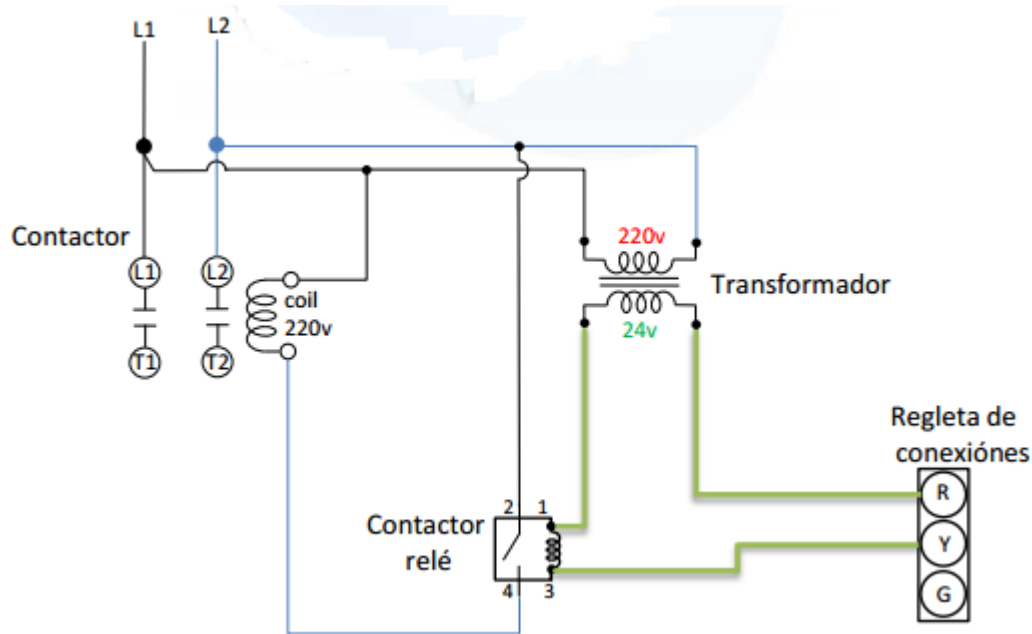 L1
L2
Contactor
L1
L2
coil
220v
T1
T2
220v
24v
Transformador
Regleta de
conexiónes
R
Y
G
Contactor
relé
2 1
4 3